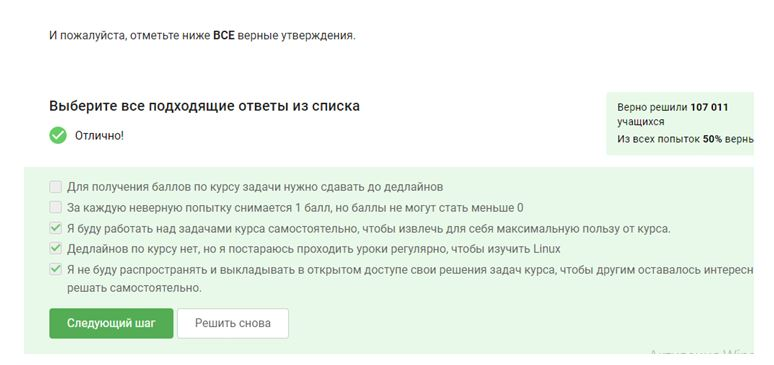 И пожалуйста, отметьте ниже ВСЕ верные утверждения.
Выберите все подходящие ответы из списка
Верно решили 107 011
учащихся
Из всех попыток 50%
Отлично!
Для получения баллов по курсу задачи нужно сдавать до дедлайнов
За каждую неверную попытку снимается 1 балл, но баллы не могут стать меньше 0
Я буду работать над задачами курса самостоятельно, чтобы извлечь для себя максимальную пользу от курса.
Дедлайнов по курсу нет, но я постараюсь проходить уроки регулярно, чтобы изучить Linux
Я не буду распространять и выкладывать в открытом доступе свои решения задач курса, чтобы другим оставалось
решать самостоятельно.
Следующий шаг
Решить снова